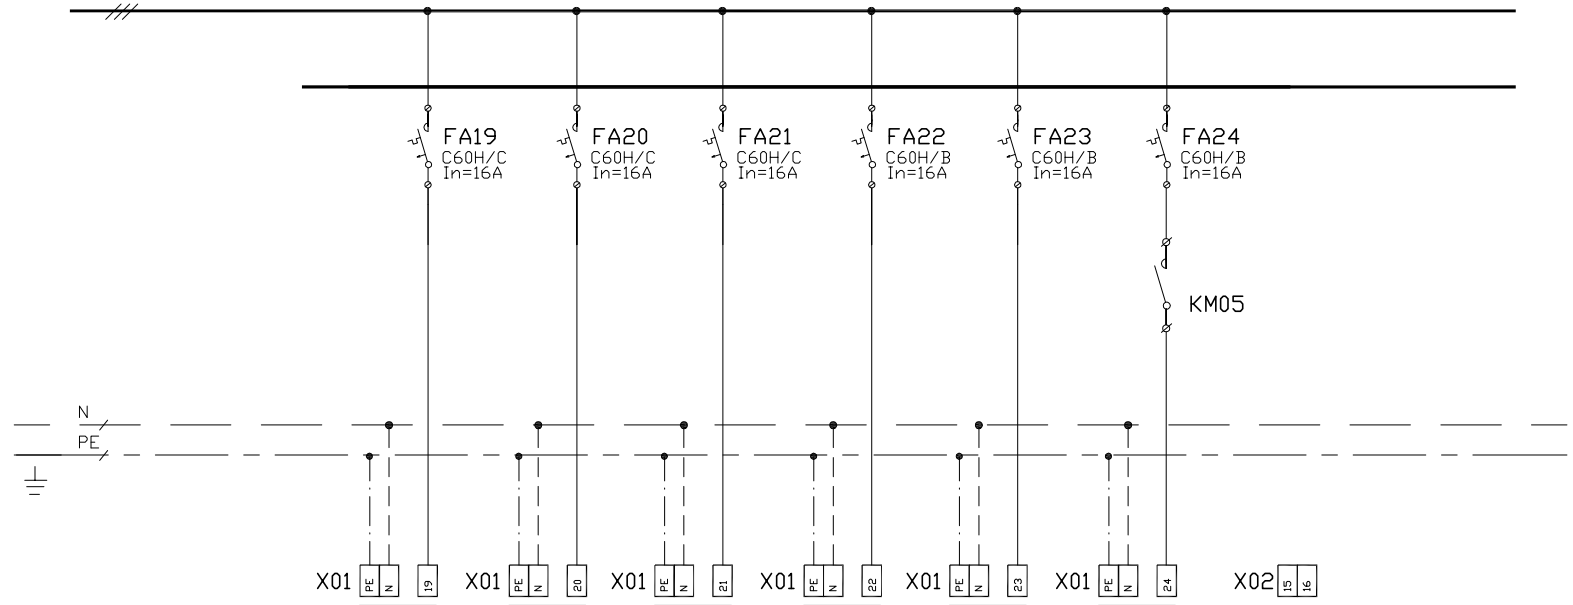 FA19 FA20 FA21 FA22 FA23 FA24
C60H/C C60H/C C60H/C C60H/B C60H/B C60H/B
In=16A In=16A In=16A In=16A In=16A In=16A
KM05
N
PE
X01 PE N 19 X01 PE N 20 X01 PE N 21 X01 PE N 22 X01 PE N 23 X01 PE N 24 X02 15 16